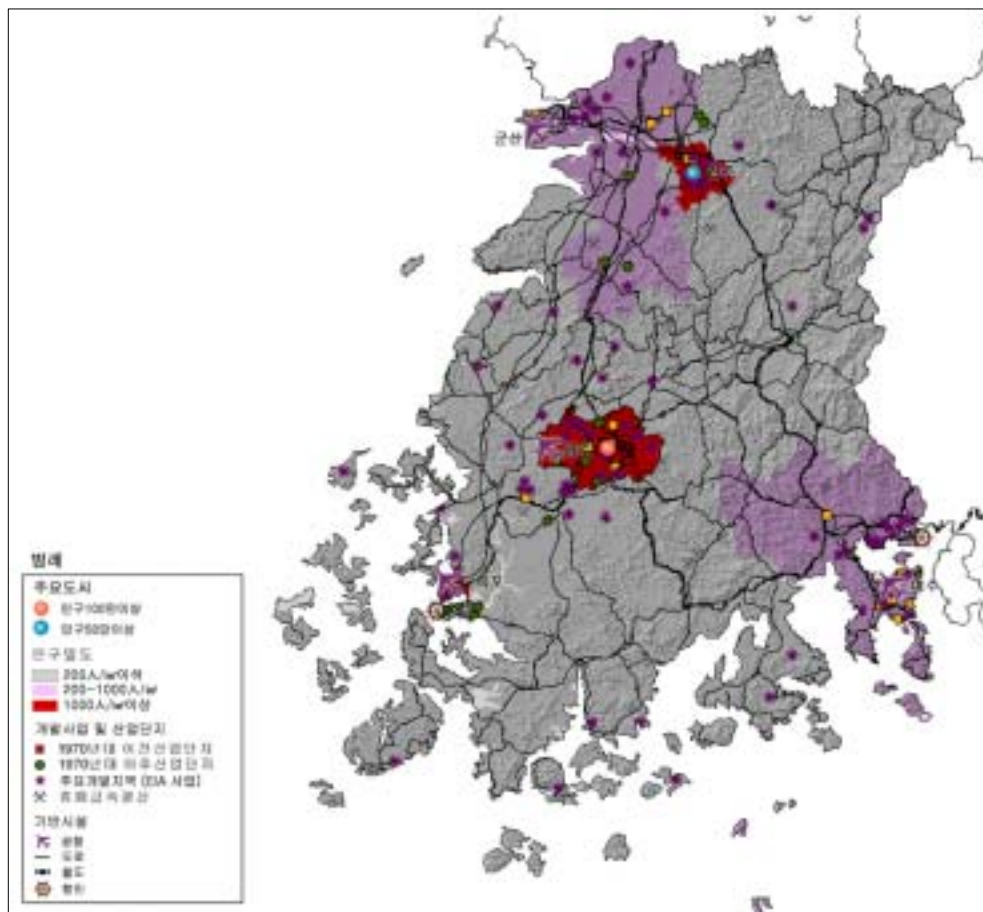 군산
범례
주요도시
인구100만이상
인구50만이상
인구밀도
200人/㎢이하
200~1000人/㎢
1000人/㎢이상
개발사업 및 산업단지
1970년대 이전산업단지
1970년대 이후산업단지
주요개발지역 (EIA 사업)
기반시설
공항
도로
철도
항만